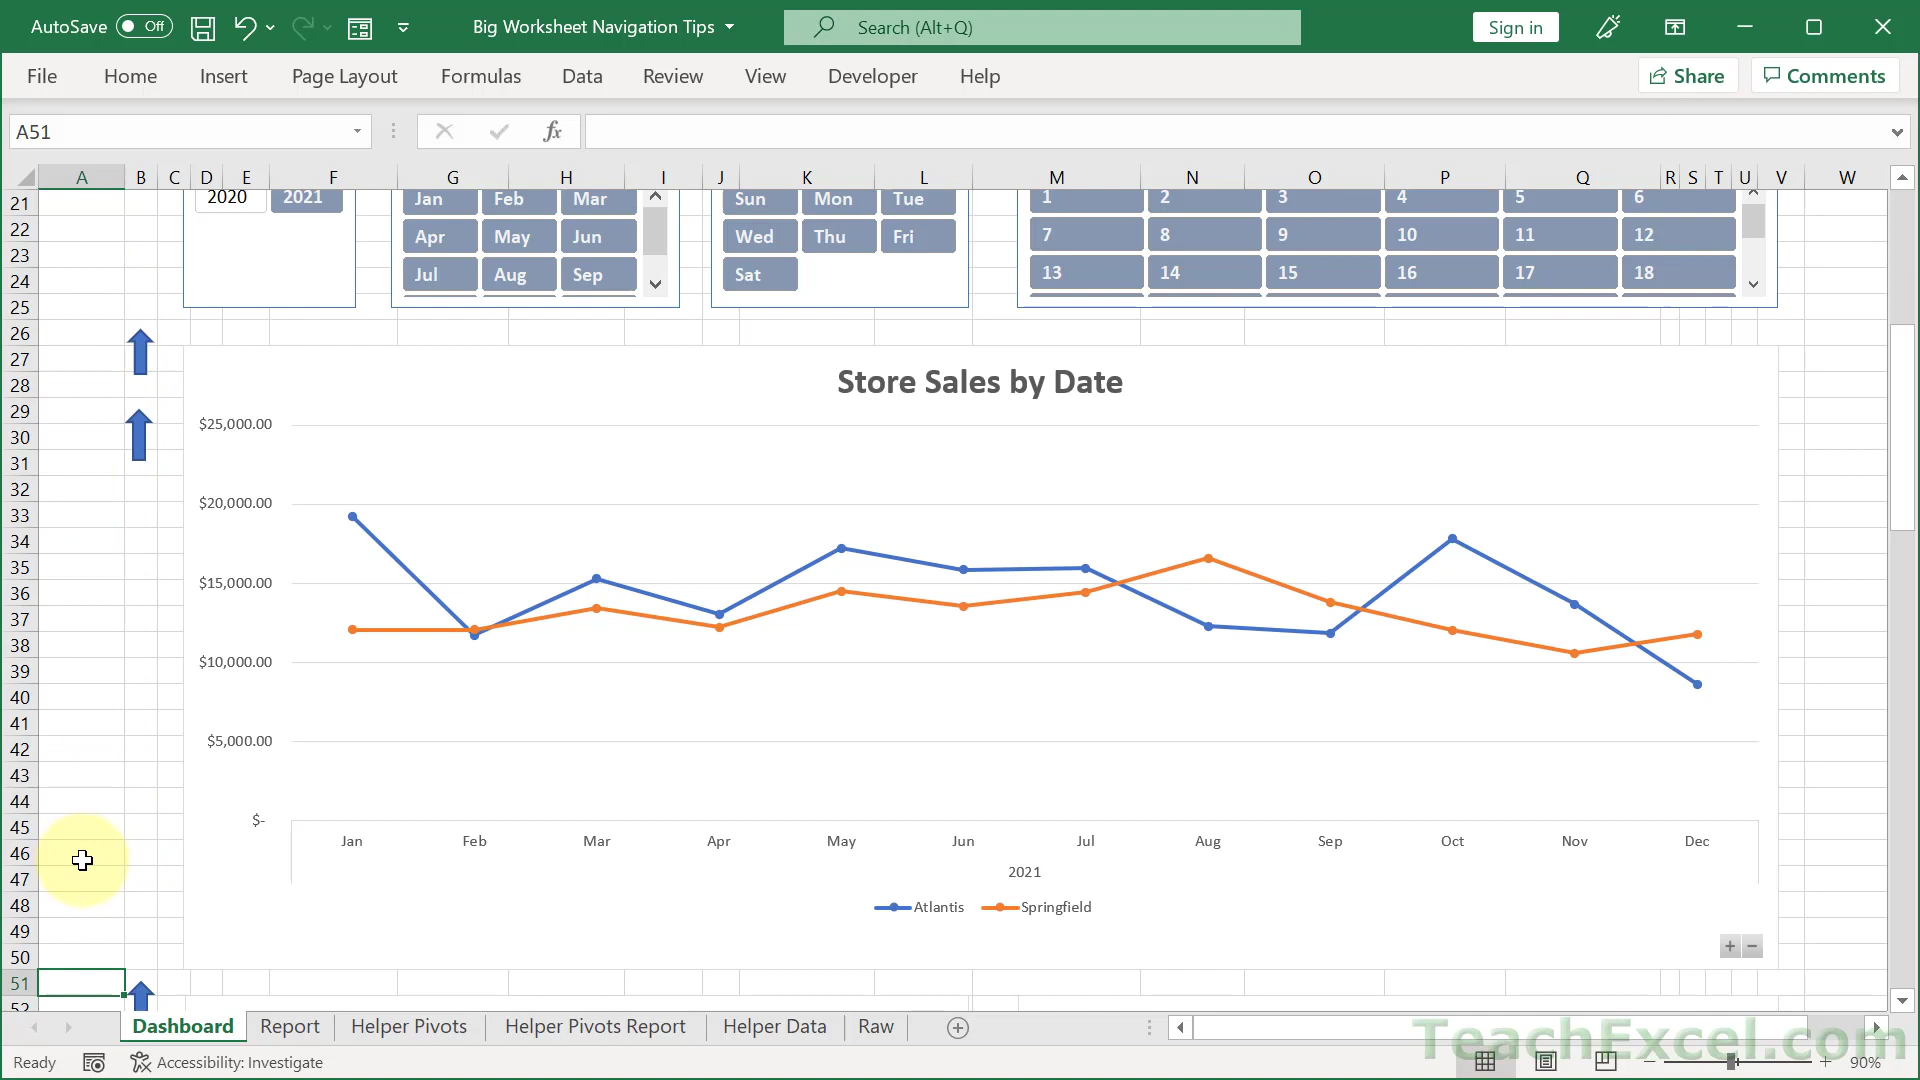 AutoSave Off Big Worksheet Navigation Tips Search (Alt+Q) Sign in
File Home Insert Page Layout Formulas Data Review View Developer Help Share Comments
A51 fx
A B C D E F G H I J K L M N O P Q R S T U V W
21 2020 2021 Jan Feb Mar Sun Mon Tue 1 2 3 4 5 6
22 Apr May Jun Wed Thu Fri 7 8 9 10 11 12
23
24 Jul Aug Sep Sat 13 14 15 16 17 18
25
26
27
28 Store Sales by Date
29
30 $25,000.00
31
32
33 $20,000.00
34
35
36 $15,000.00
37
38
39 $10,000.00
40
41
42 $5,000.00
43
44
45 $-
46 Jan Feb Mar Apr May Jun Jul Aug Sep Oct Nov Dec
47 2021
48 Atlantis Springfield
49
50 + −
51
52
Dashboard Report Helper Pivots Helper Pivots Report Helper Data Raw
TeachExcel.com
Ready Accessibility: Investigate 90%